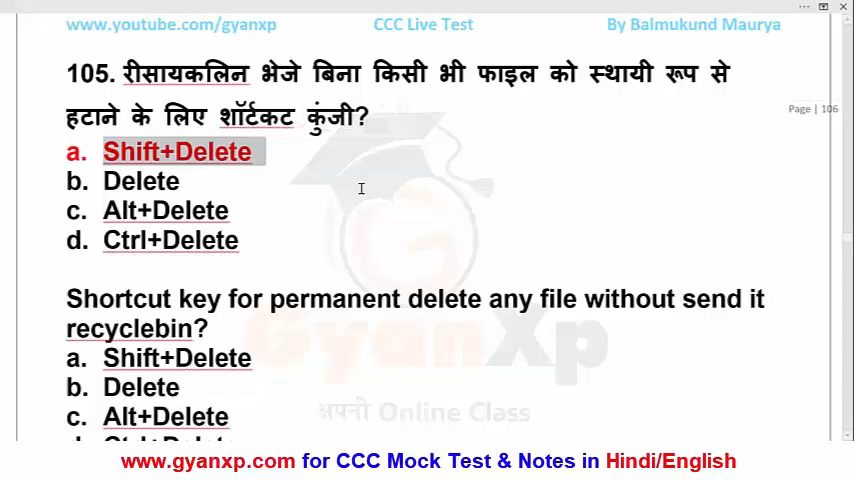 www.youtube.com/gyanxp CCC Live Test By Balmukund Maurya
105. रीसायकलिन भेजे बिना किसी भी फाइल को स्थायी रूप से
हटाने के लिए शॉर्टकट कुंजी?
Page | 106
a. Shift+Delete
b. Delete
c. Alt+Delete
d. Ctrl+Delete
Shortcut key for permanent delete any file without send it
recyclebin?
a. Shift+Delete
b. Delete
c. Alt+Delete
d. Ctrl+Delete
GyanXp
अपनी Online Class
www.gyanxp.com for CCC Mock Test & Notes in Hindi/English